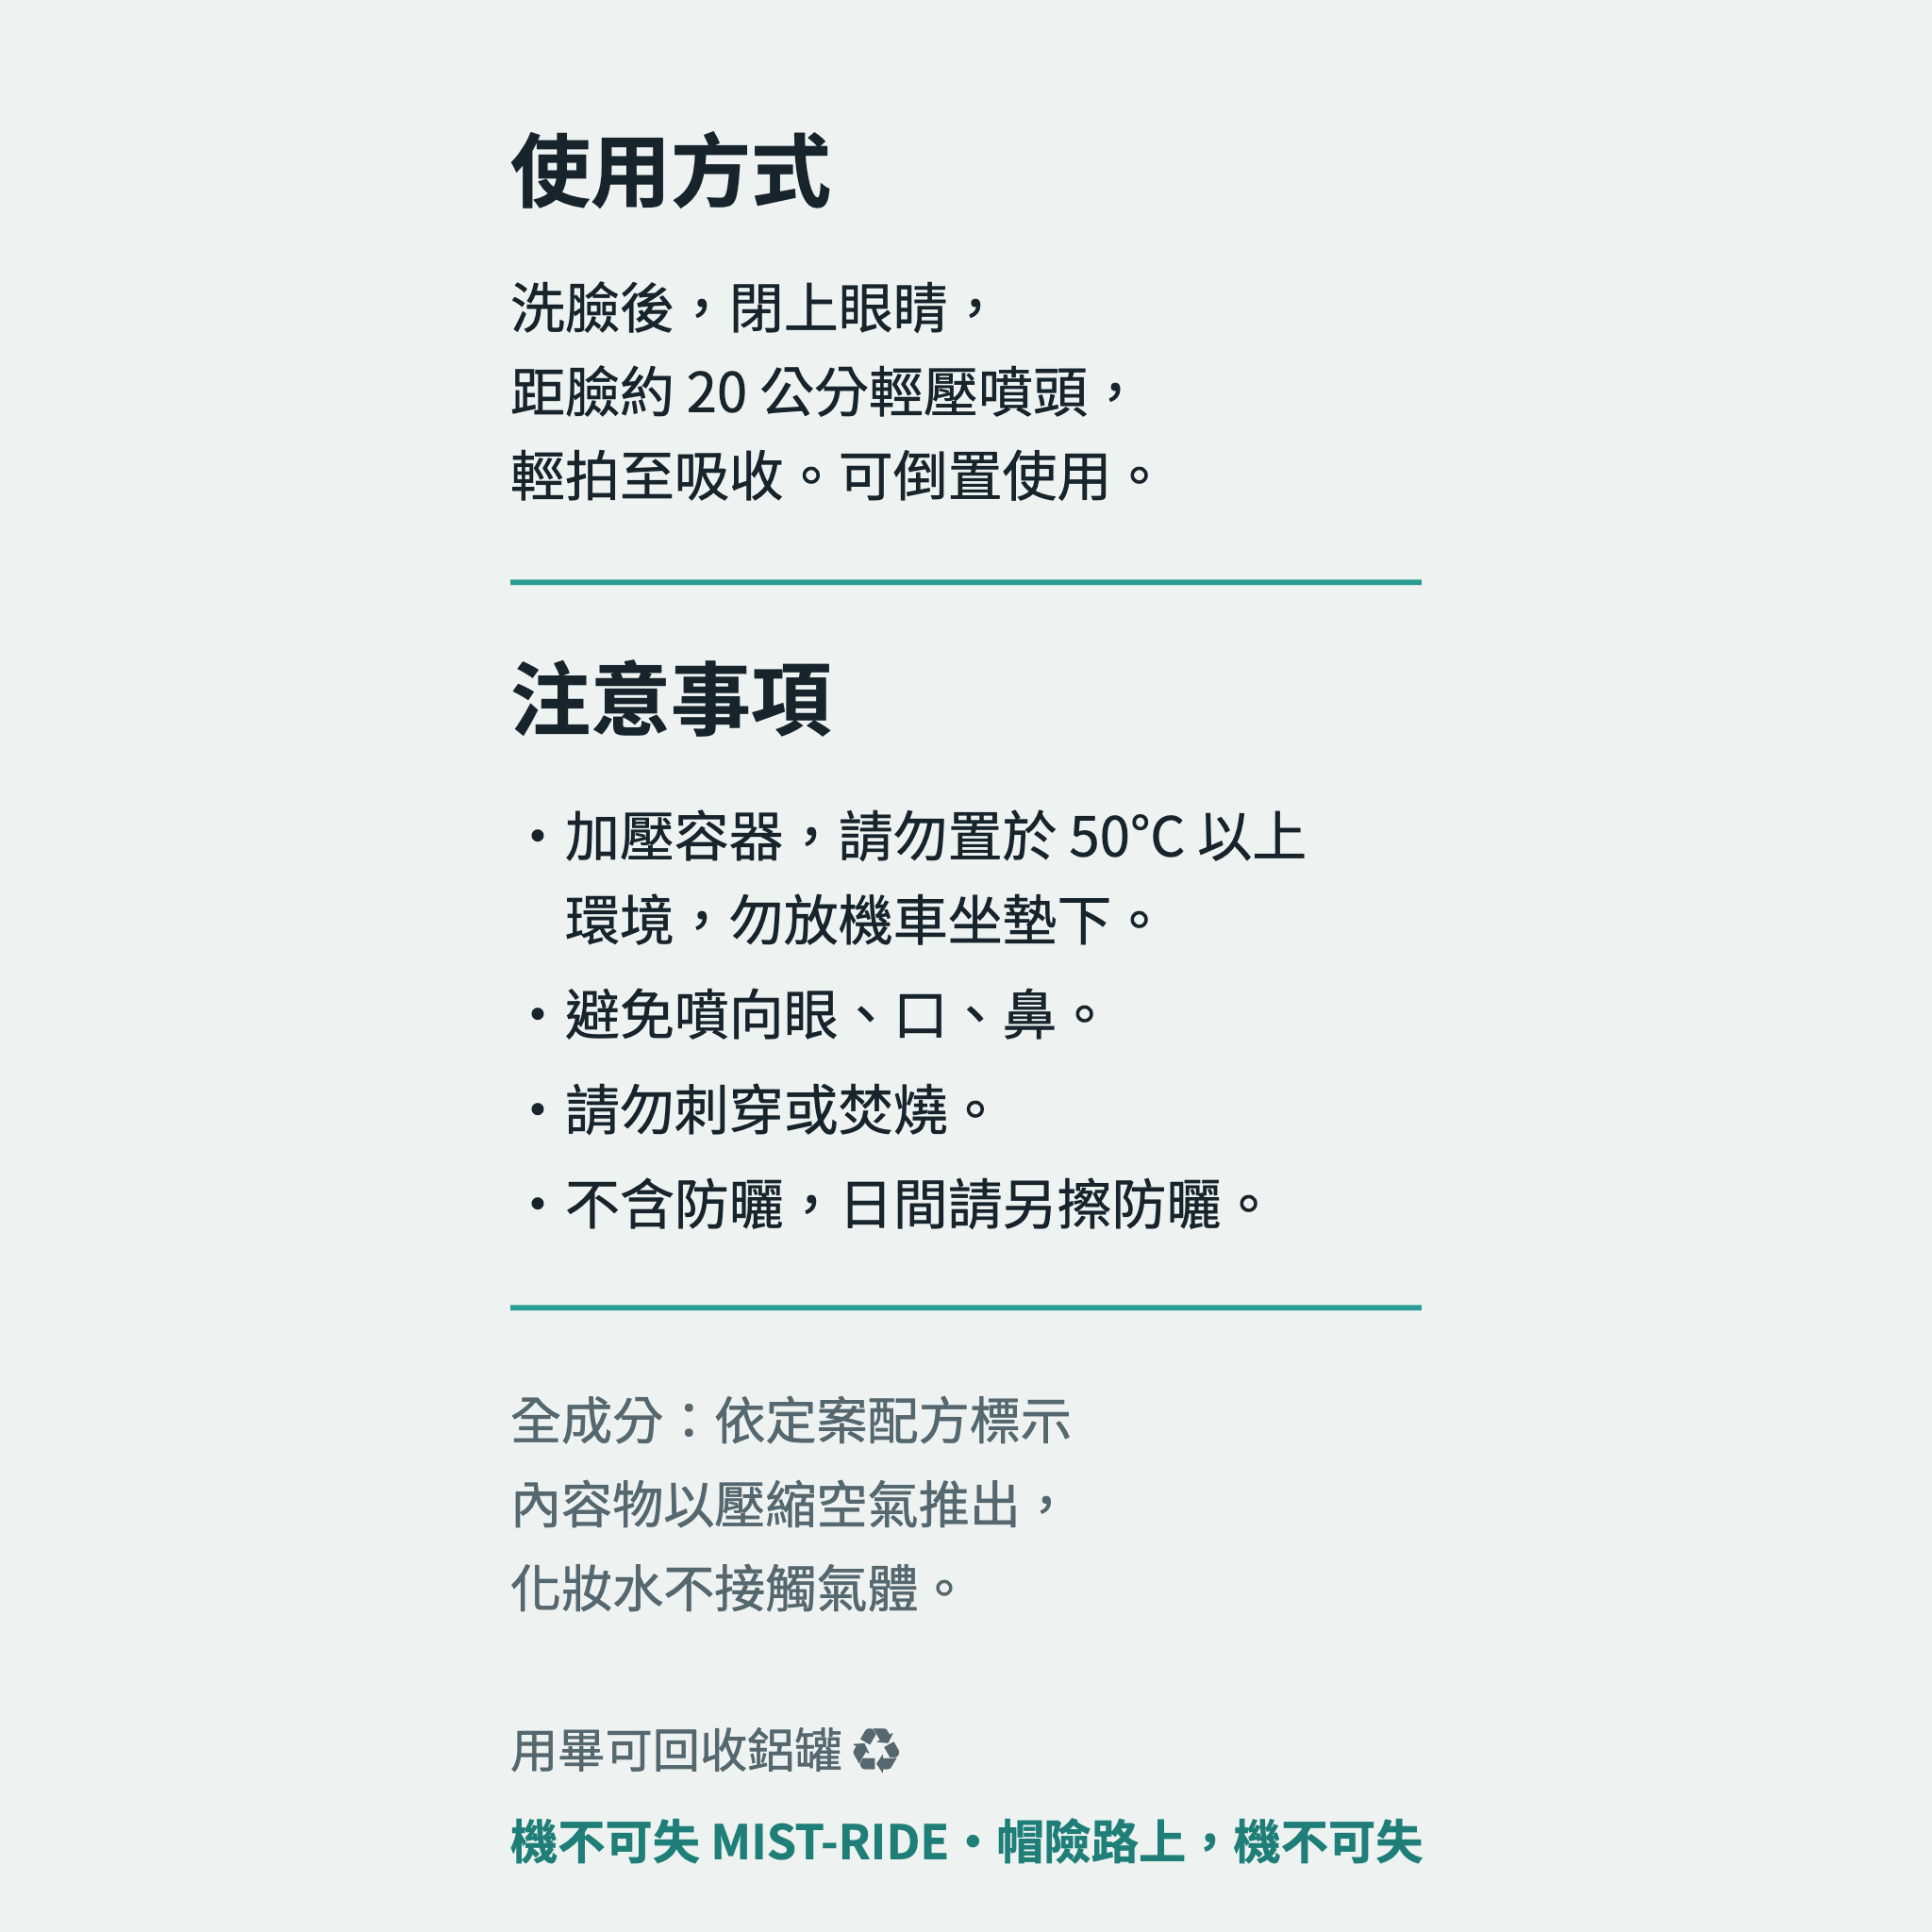 使用方式
洗臉後，閉上眼睛，
距臉約 20 公分輕壓噴頭，
輕拍至吸收。可倒置使用。
注意事項
・加壓容器，請勿置於 50°C 以上
環境，勿放機車坐墊下。
・避免噴向眼、口、鼻。
・請勿刺穿或焚燒。
・不含防曬，日間請另擦防曬。
全成分：依定案配方標示
內容物以壓縮空氣推出，
化妝水不接觸氣體。
用畢可回收鋁罐 ♻
機不可失 MIST-RIDE・帽險路上，機不可失